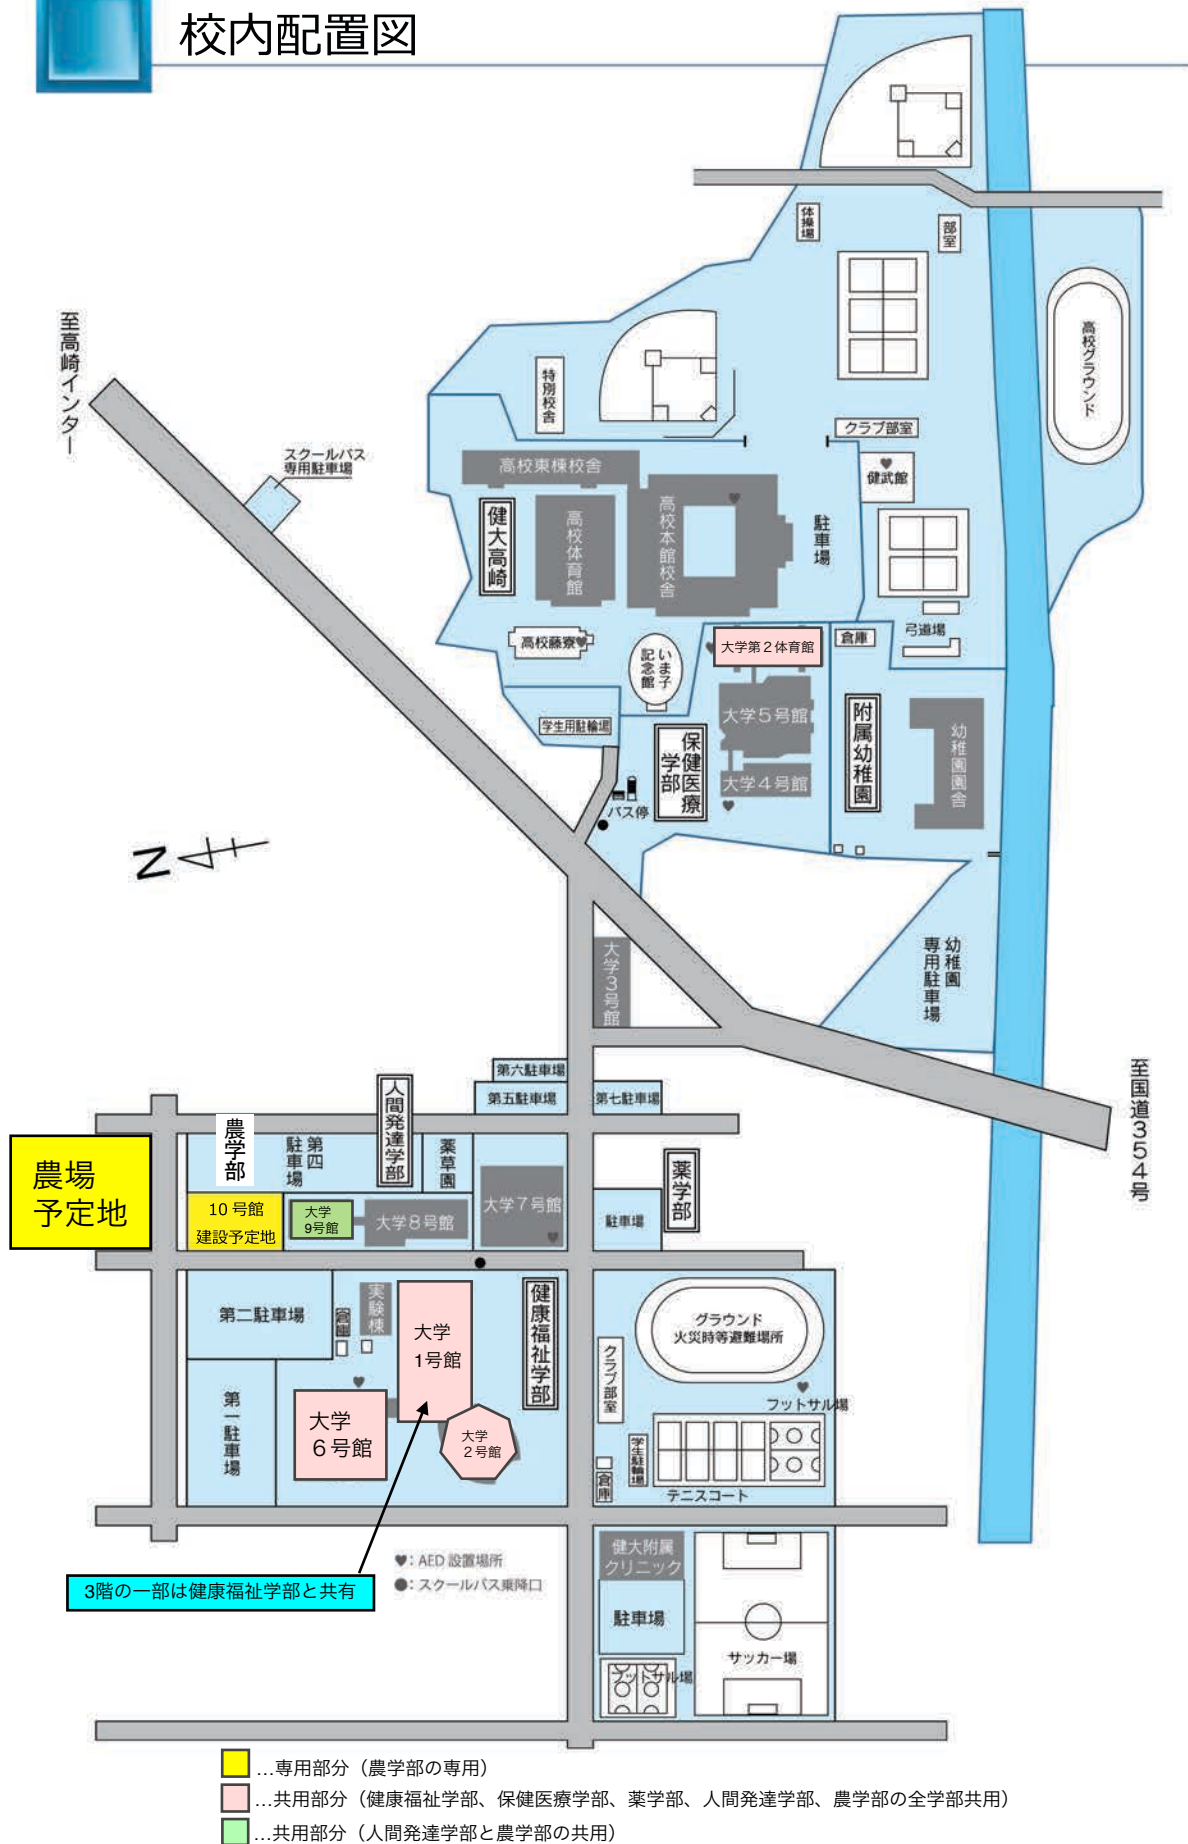 校内配置図
体操場
部室
至高崎インター
高校グラウンド
特別校舎
クラブ部室
スクールバス
専用駐車場
高校東棟校舎
健武館
健大高崎
高校体育館
高校本館校舎
駐車場
高校藤寮
いま子
記念館
大学第２体育館
倉庫
弓道場
学生用駐輪場
保健医療
学部
大学５号館
大学４号館
附属幼稚園
幼稚園園舎
バス停
N
大学３号館
幼稚園
専用駐車場
至国道３５４号
第六駐車場
第五駐車場
第七駐車場
人間発達学部
農学部
第四
駐車場
薬草園
薬学部
農場
予定地
10 号館
建設予定地
大学
9号館
大学８号館
大学７号館
駐車場
第二駐車場
倉庫
実験棟
大学
1号館
健康福祉学部
グラウンド
火災時等避難場所
クラブ部室
フットサル場
第一駐車場
大学
６号館
大学
２号館
学生駐輪場
倉庫
テニスコート
健大附属
クリニック
♥：AED 設置場所
●：スクールバス乗降口
3階の一部は健康福祉学部と共有
駐車場
サッカー場
フットサル場
…専用部分（農学部の専用）
…共用部分（健康福祉学部、保健医療学部、薬学部、人間発達学部、農学部の全学部共用）
…共用部分（人間発達学部と農学部の共用）